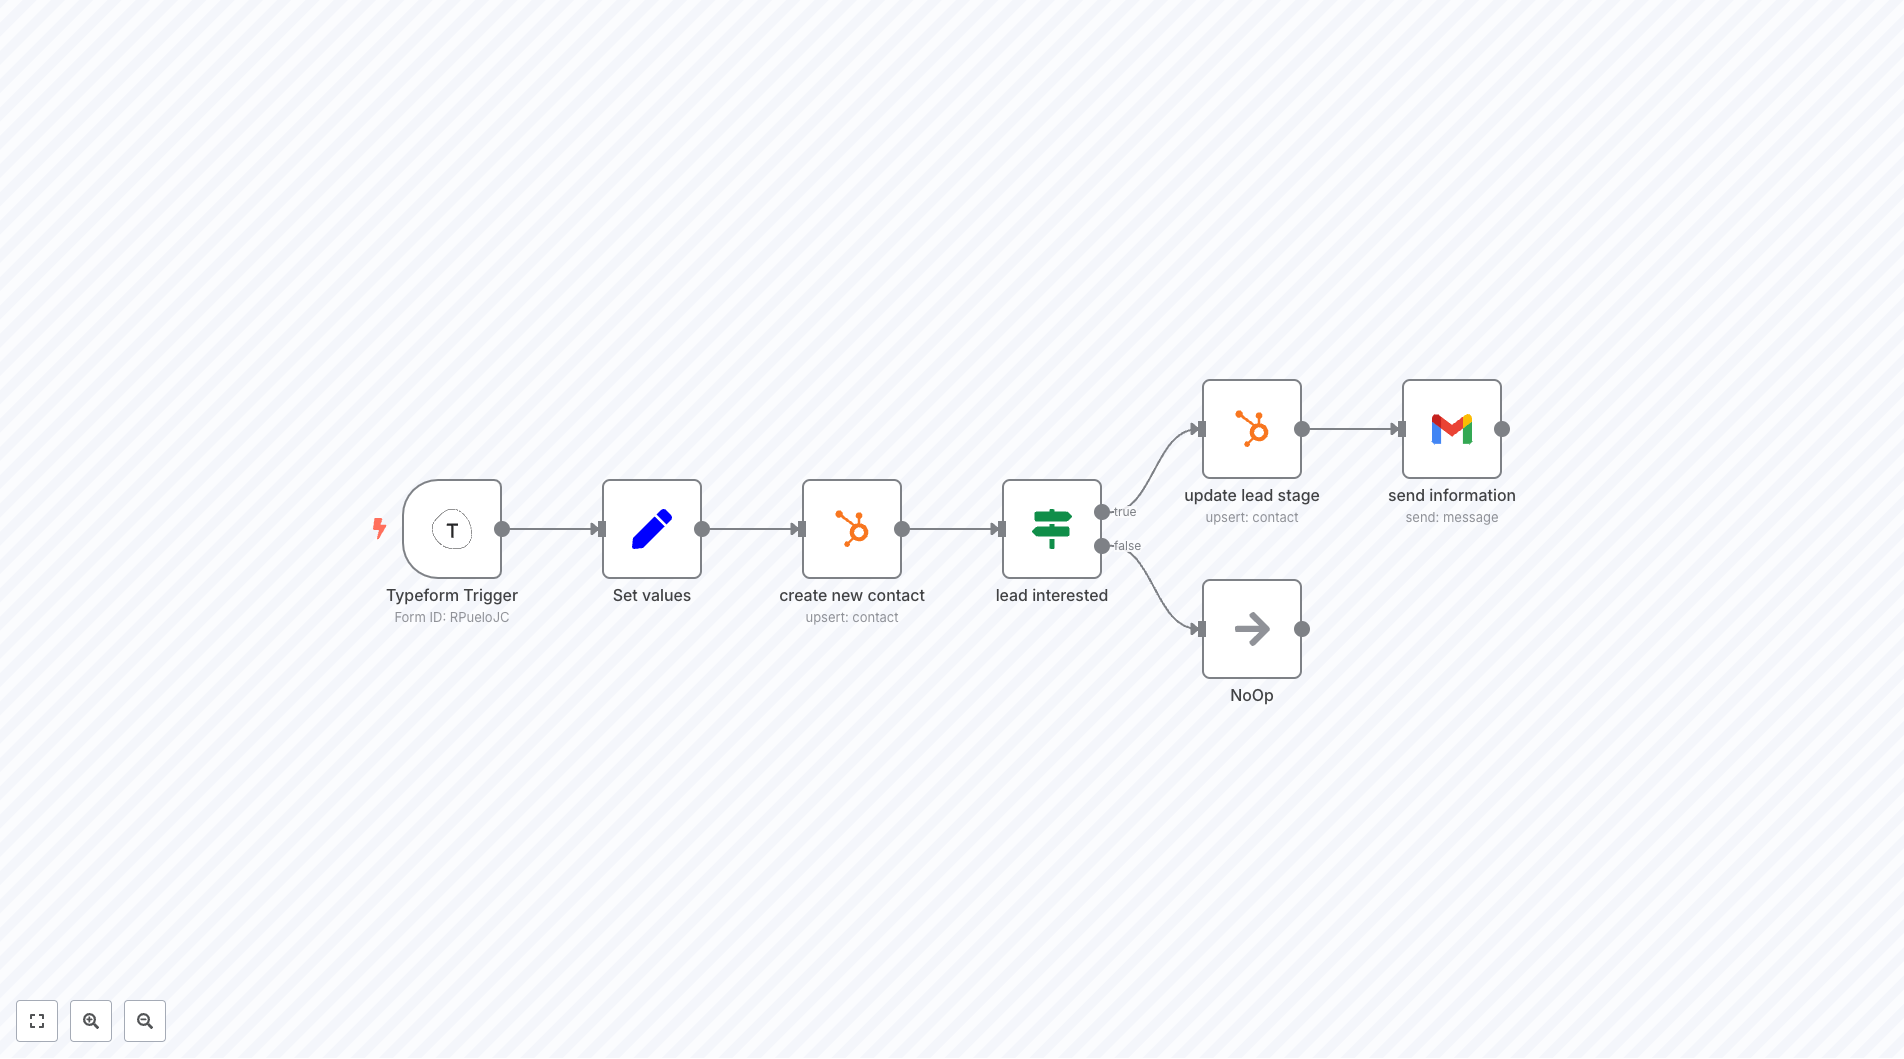 T
Typeform Trigger
Form ID: RPueloJC
Set values
create new contact
upsert: contact
lead interested
true
false
update lead stage
upsert: contact
send information
send: message
NoOp